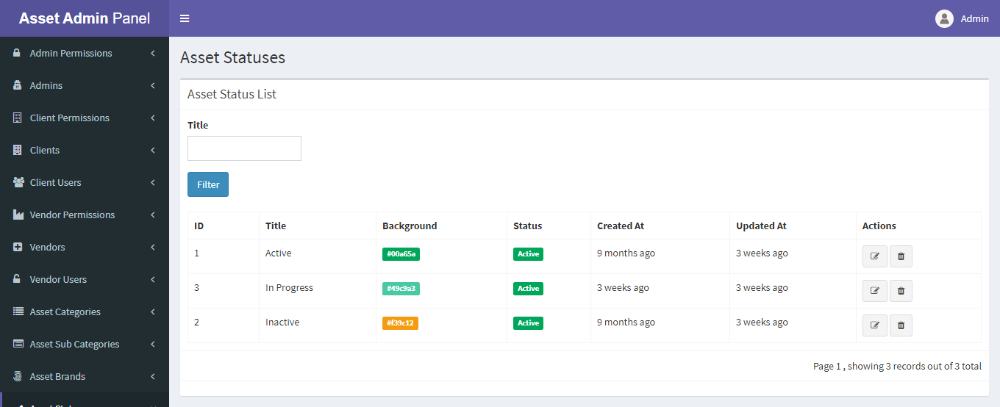 Asset Admin Panel
Admin
Admin Permissions
Admins
Client Permissions
Clients
Client Users
Vendor Permissions
Vendors
Vendor Users
Asset Categories
Asset Sub Categories
Asset Brands
Asset Statuses
Asset Status List
Title
Filter
ID Title Background Status Created At Updated At Actions
1 Active #00a65a Active 9 months ago 3 weeks ago
3 In Progress #49c9a3 Active 3 weeks ago 3 weeks ago
2 Inactive #f39c12 Active 9 months ago 3 weeks ago
Page 1 , showing 3 records out of 3 total